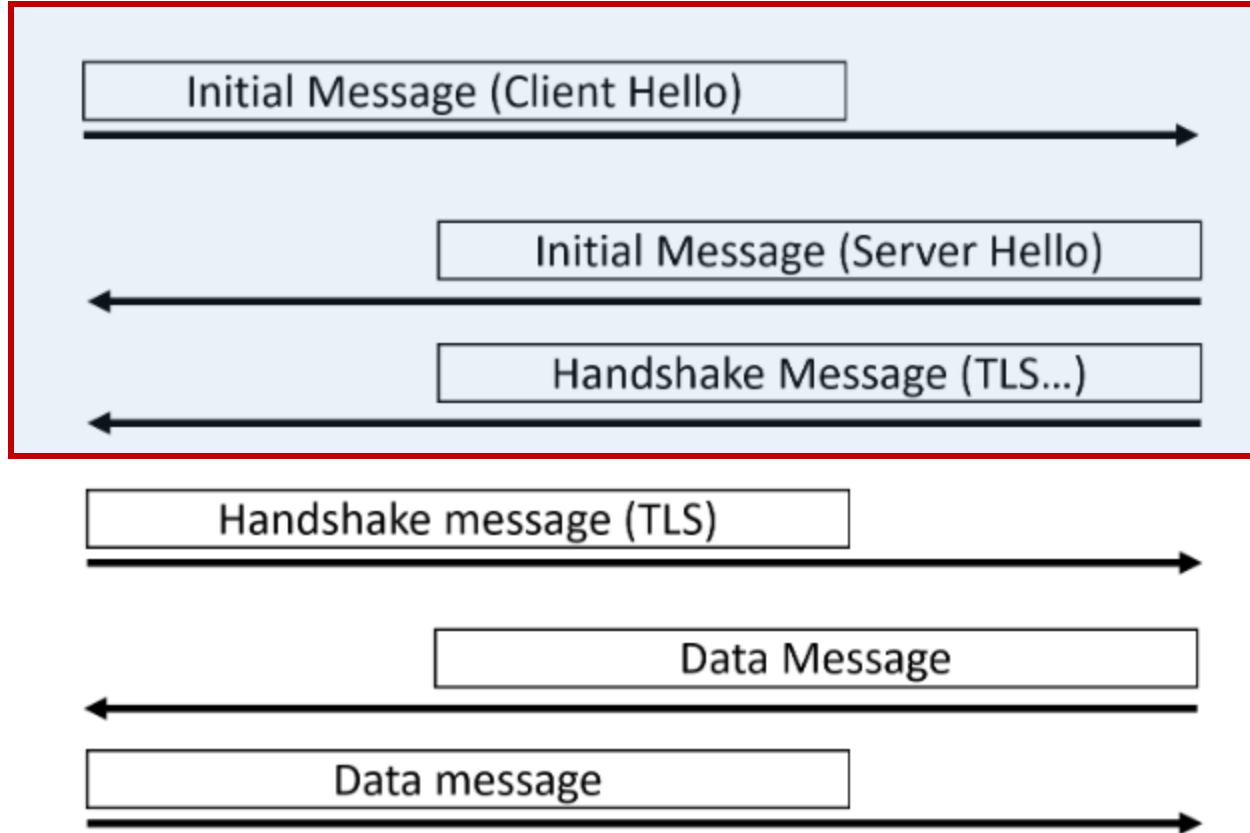 Initial Message (Client Hello)
Initial Message (Server Hello)
Handshake Message (TLS...)
Handshake message (TLS)
Data Message
Data message